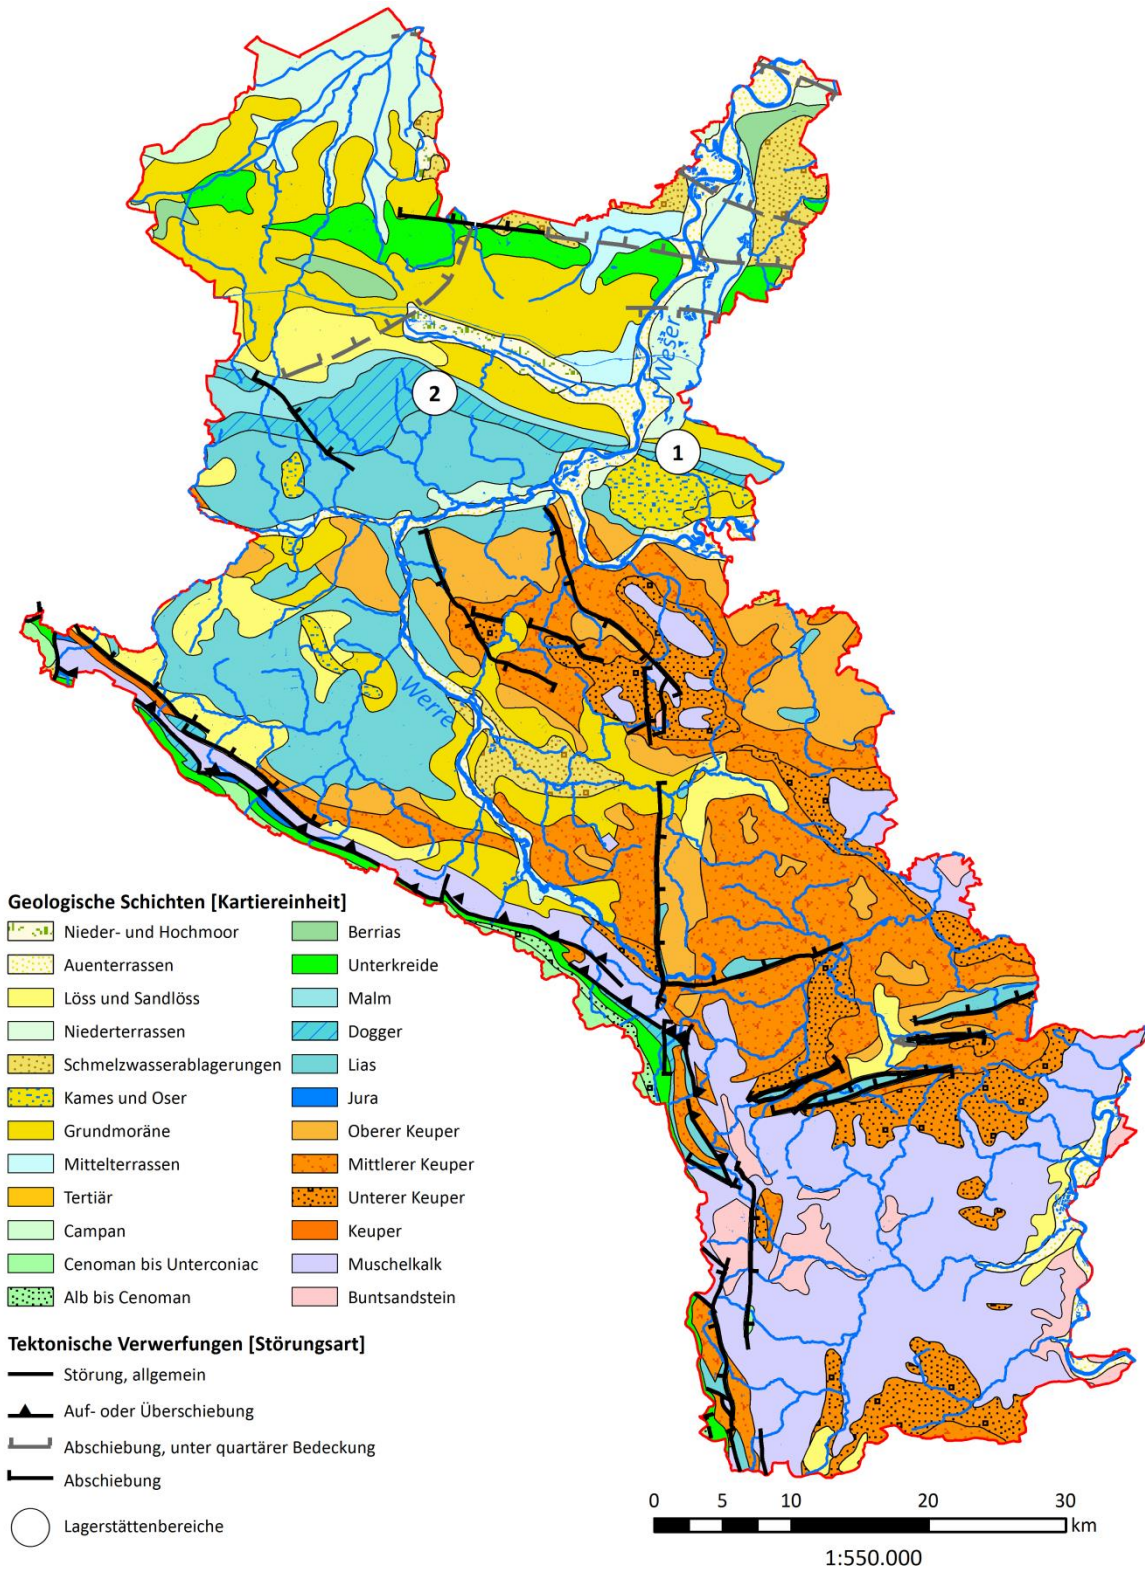 2
1
Weser
Werre
Geologische Schichten [Kartiereinheit]
Nieder- und Hochmoor
Auenterrassen
Löss und Sandlöss
Niederterrassen
Schmelzwasserablagerungen
Kames und Oser
Grundmoräne
Mittelterrassen
Tertiär
Campan
Cenoman bis Unterconiac
Alb bis Cenoman
Berrias
Unterkreide
Malm
Dogger
Lias
Jura
Oberer Keuper
Mittlerer Keuper
Unterer Keuper
Keuper
Muschelkalk
Buntsandstein
Tektonische Verwerfungen [Störungsart]
Störung, allgemein
Auf- oder Überschiebung
Abschiebung, unter quartärer Bedeckung
Abschiebung
Lagerstättenbereiche
0 5 10 20 30
km
1:550.000